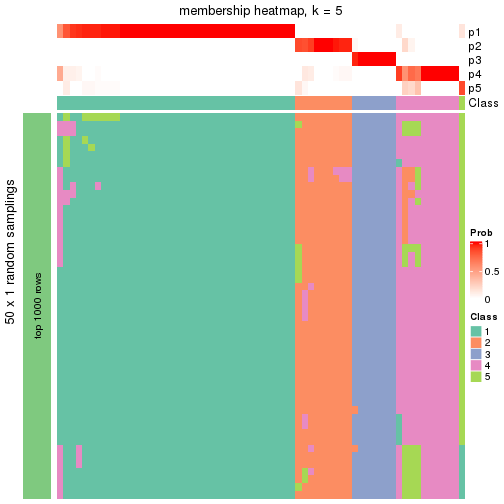 membership heatmap, k = 5
p1
p2
p3
p4
p5
Class
50 x 1 random samplings
top 1000 rows
Prob
1
0.5
0
Class
1
2
3
4
5